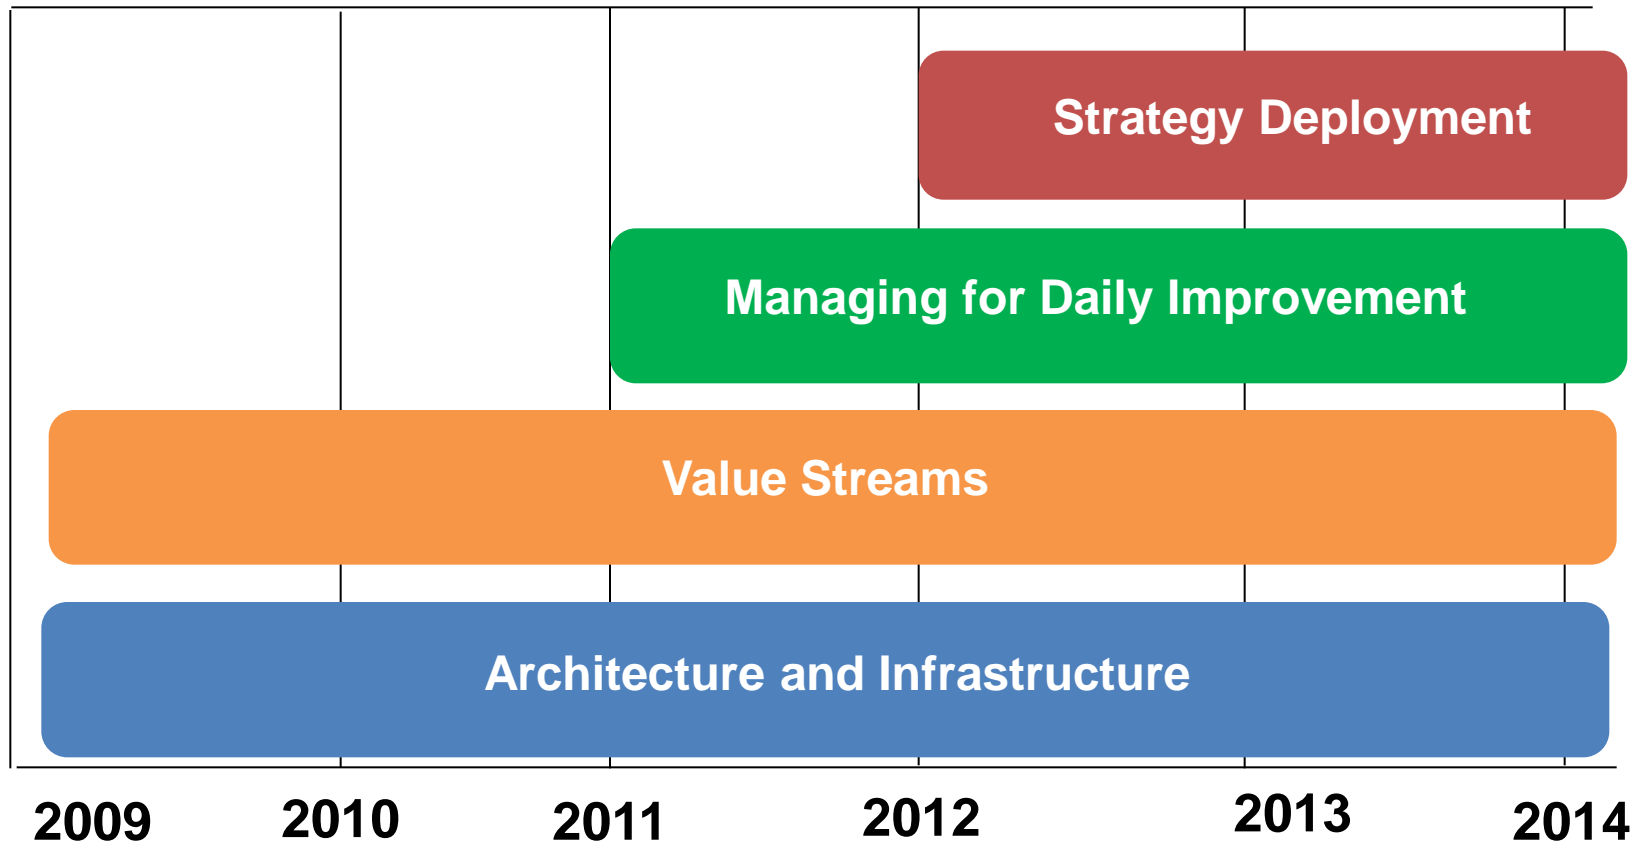 Strategy Deployment
Managing for Daily Improvement
Value Streams
Architecture and Infrastructure
2009 2010 2011 2012 2013 2014